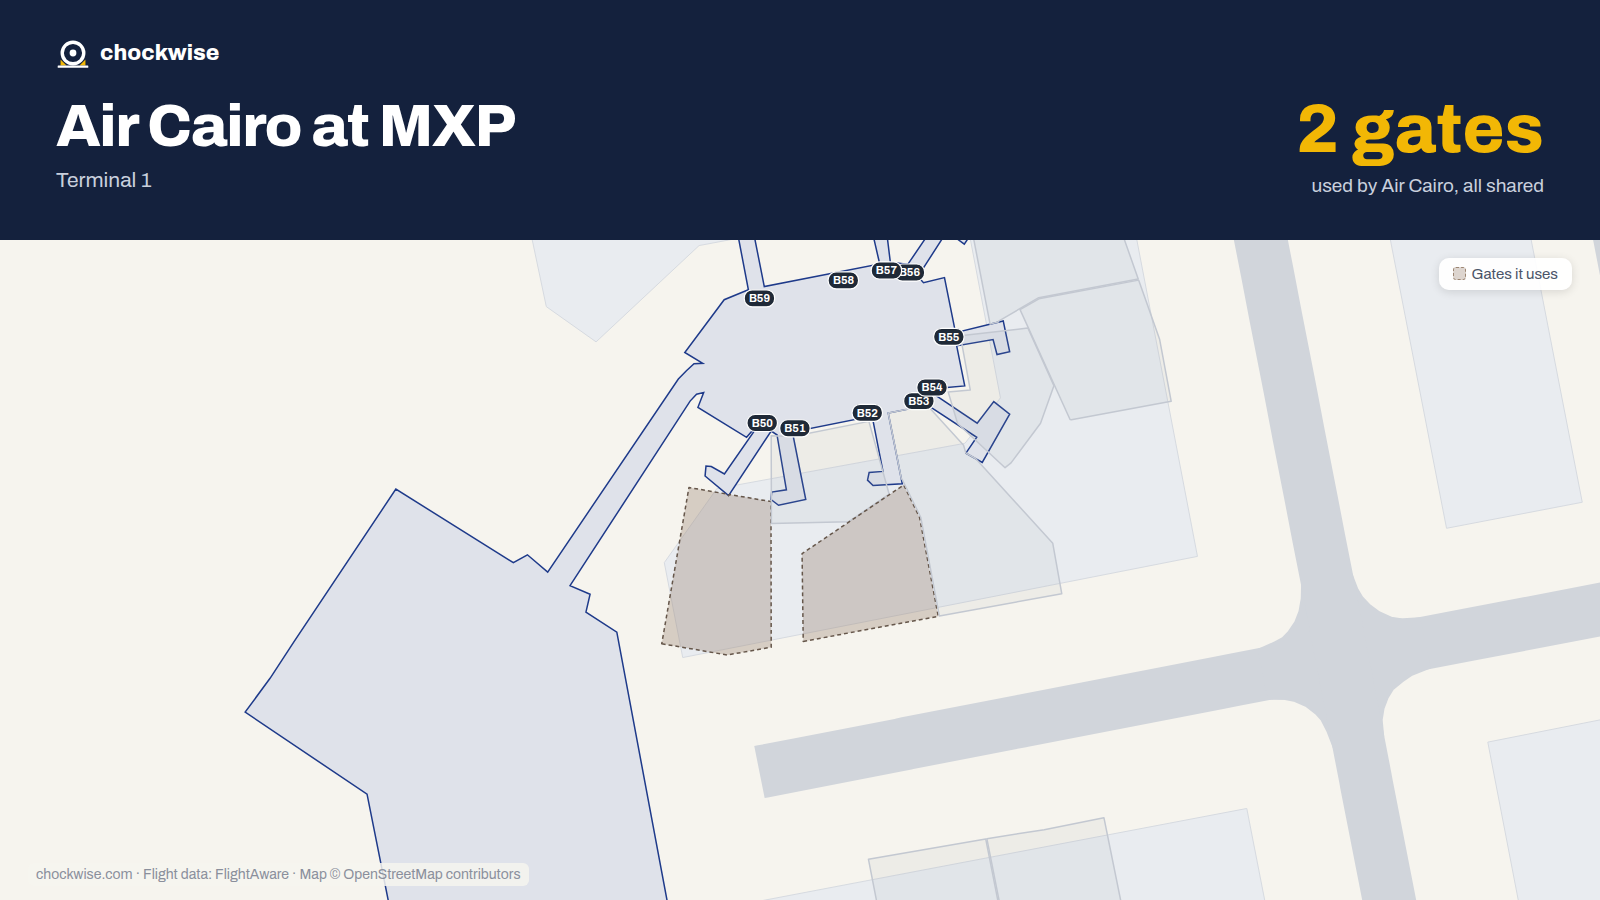 chockwise
Air Cairo at MXP
Terminal 1
2 gates
used by Air Cairo, all shared
Gates it uses
B57
B56
B58
B59
B55
B54
B53
B52
B50
B51
chockwise.com · Flight data: FlightAware · Map © OpenStreetMap contributors